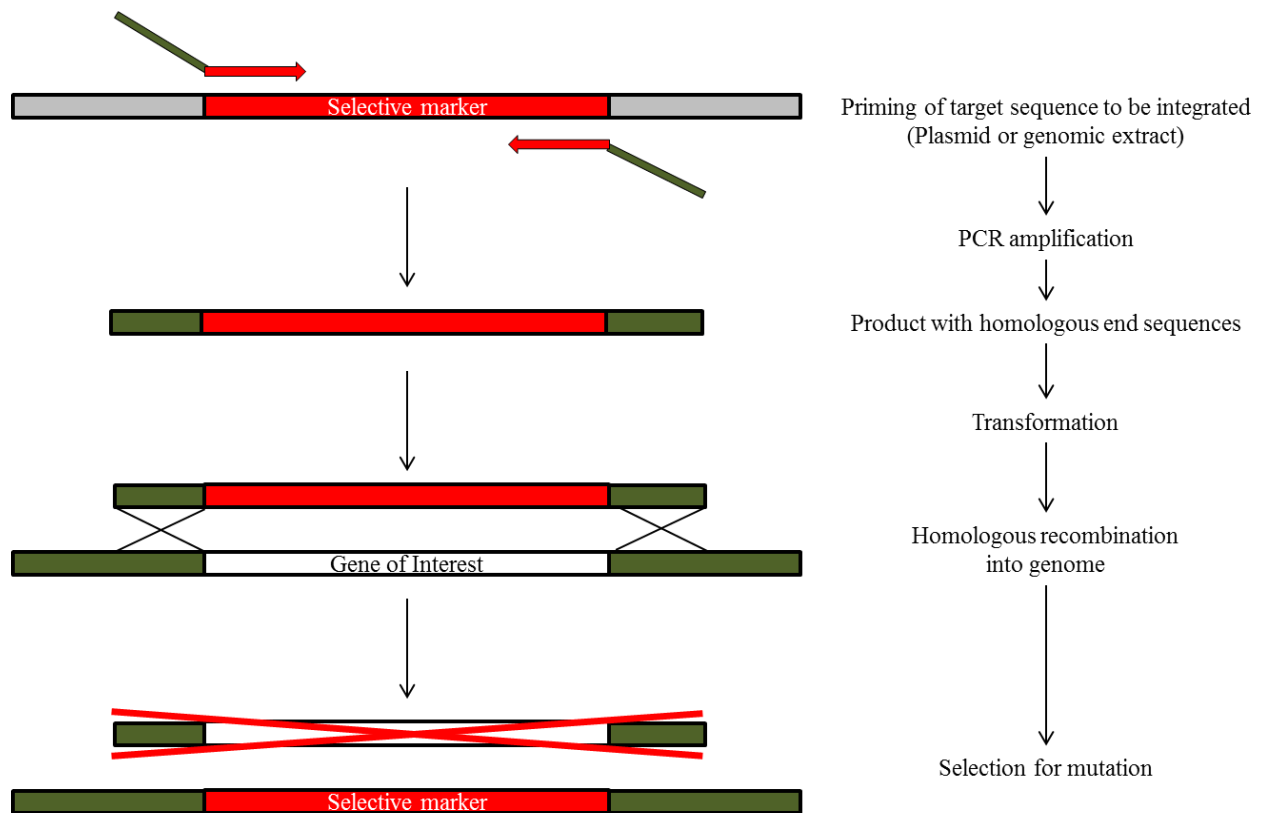 Selective marker
Priming of target sequence to be integrated
(Plasmid or genomic extract)
PCR amplification
Product with homologous end sequences
Transformation
Gene of Interest
Homologous recombination
into genome
Selection for mutation
Selective marker